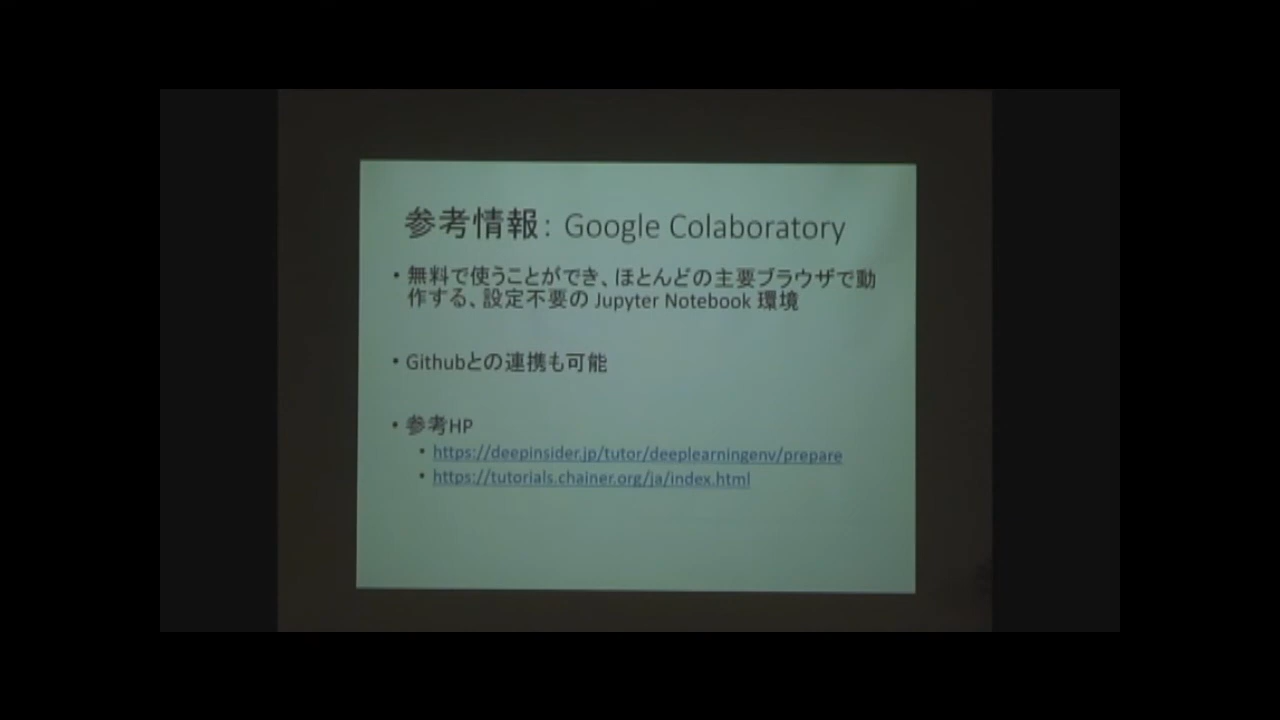 参考情報： Google Colaboratory
• 無料で使うことができ、ほとんどの主要ブラウザで動
作する、設定不要の Jupyter Notebook 環境
• Githubとの連携も可能
• 参考HP
• https://deepinsider.jp/tutor/deeplearningenv/prepare
• https://tutorials.chainer.org/ja/index.html